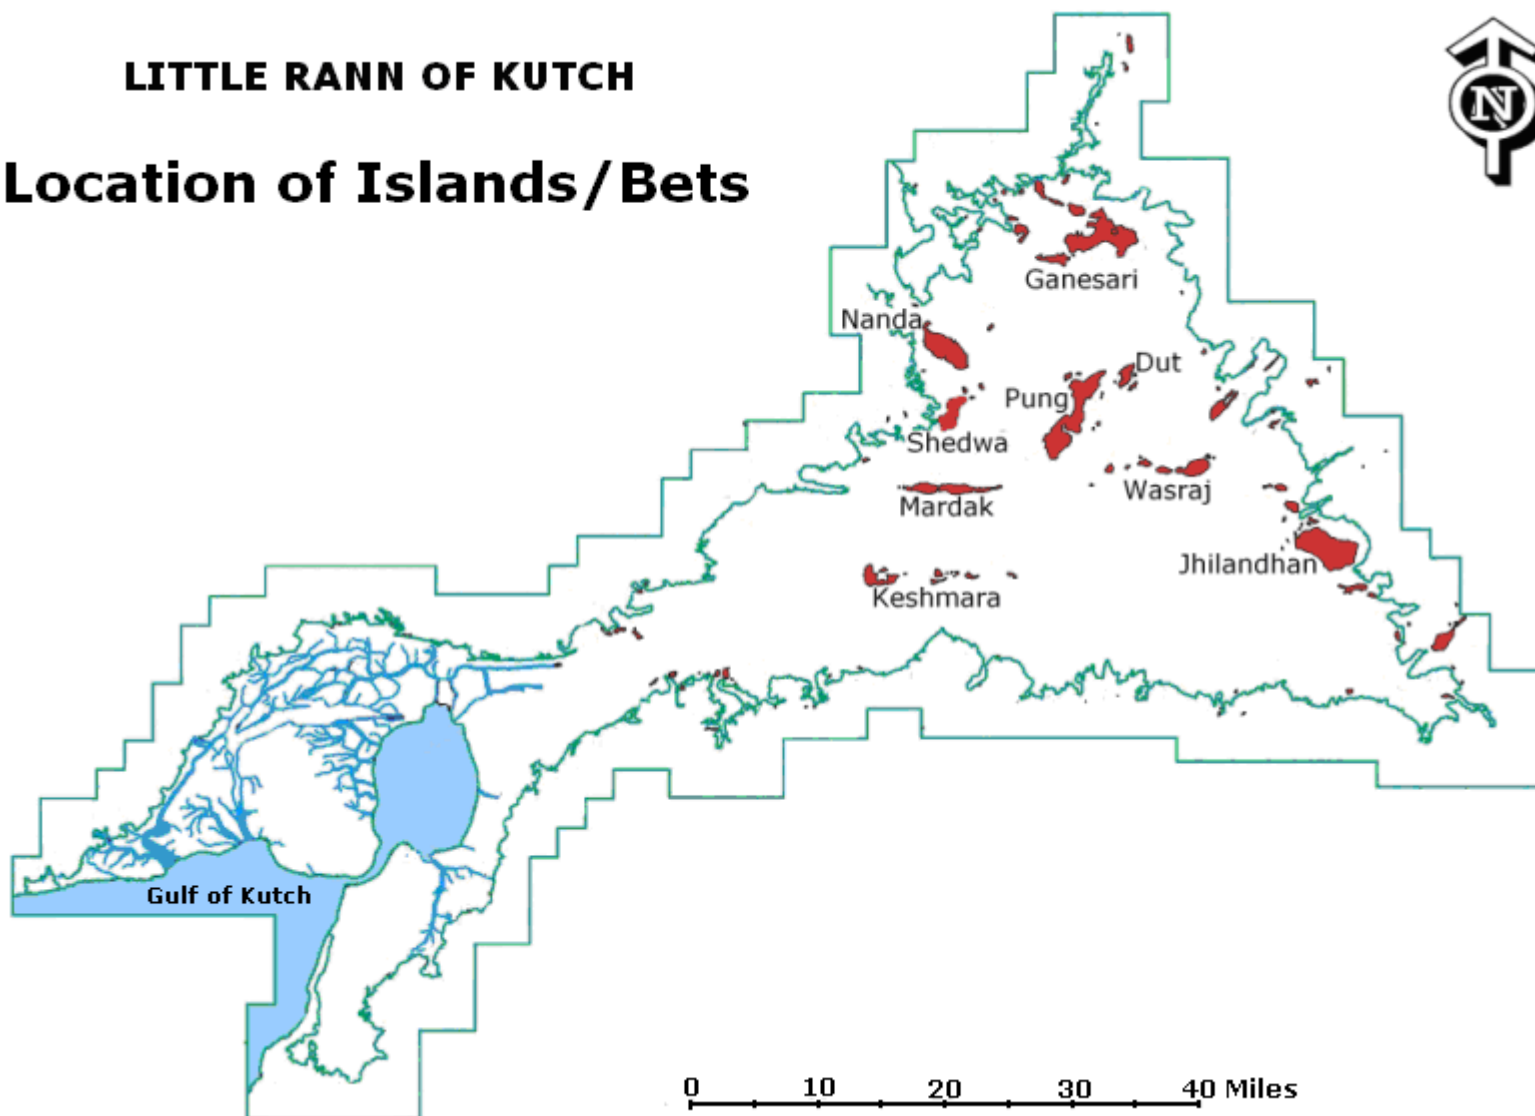 LITTLE RANN OF KUTCH
Location of Islands/Bets
N
Ganesari
Nanda
Dut
Pung
Shedwa
Wasraj
Mardak
Jhilandhan
Keshmara
Gulf of Kutch
0 10 20 30 40 Miles